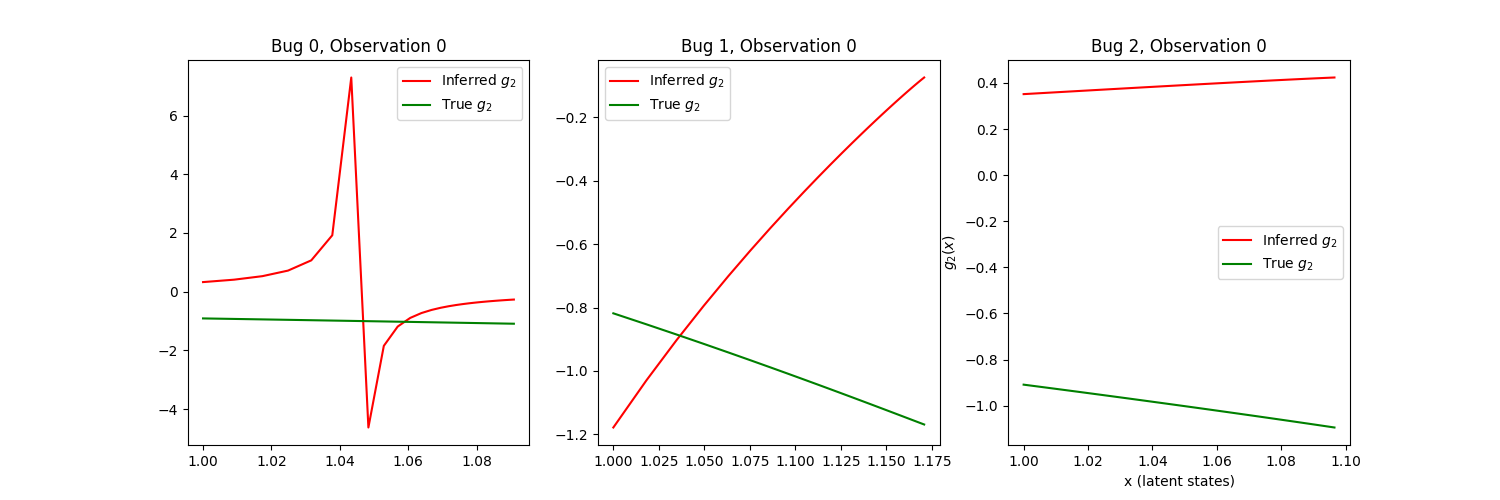 Bug 0, Observation 0
Inferred g₂
True g₂
6
4
2
0
−2
−4
1.00 1.02 1.04 1.06 1.08
Bug 1, Observation 0
Inferred g₂
True g₂
−0.2
−0.4
−0.6
−0.8
−1.0
−1.2
1.000 1.025 1.050 1.075 1.100 1.125 1.150 1.175
Bug 2, Observation 0
g₂(x)
0.4
0.2
0.0
−0.2
−0.4
−0.6
−0.8
−1.0
Inferred g₂
True g₂
1.00 1.02 1.04 1.06 1.08 1.10
x (latent states)